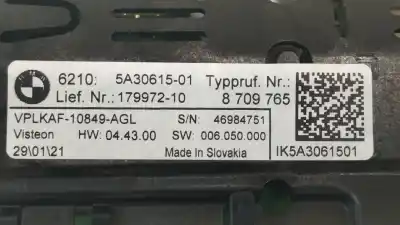 6210: 5A30615-01 Typpruf. Nr.:
Lief. Nr.: 179972-10 8 709 765
VPLKAF-10849-AGL S/N: 46984751
Visteon HW: 04.43.00 SW: 006.050.000
29\01\21 Made In Slovakia IK5A3061501